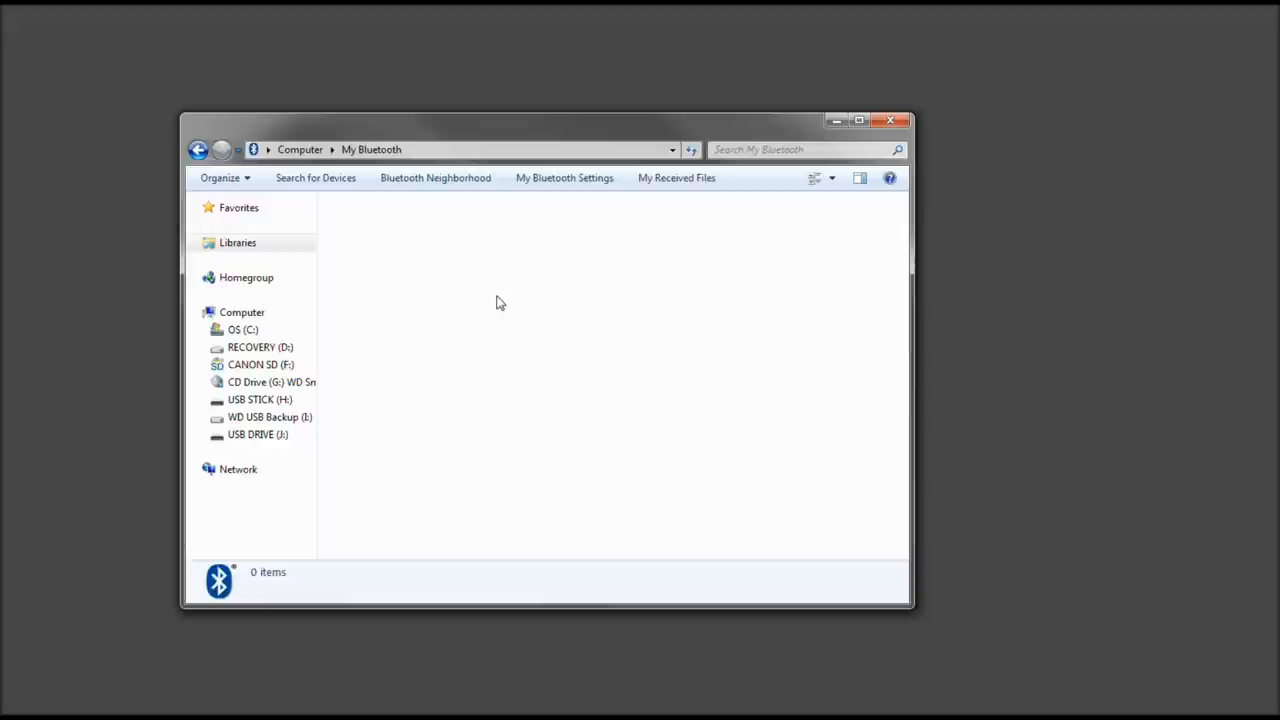 Computer My Bluetooth
Search My Bluetooth
Organize Search for Devices Bluetooth Neighborhood My Bluetooth Settings My Received Files
Favorites
Libraries
Homegroup
Computer
OS (C:)
RECOVERY (D:)
SD CANON SD (F:)
CD Drive (G:) WD Sm
USB STICK (H:)
WD USB Backup (I:)
USB DRIVE (J:)
Network
0 items